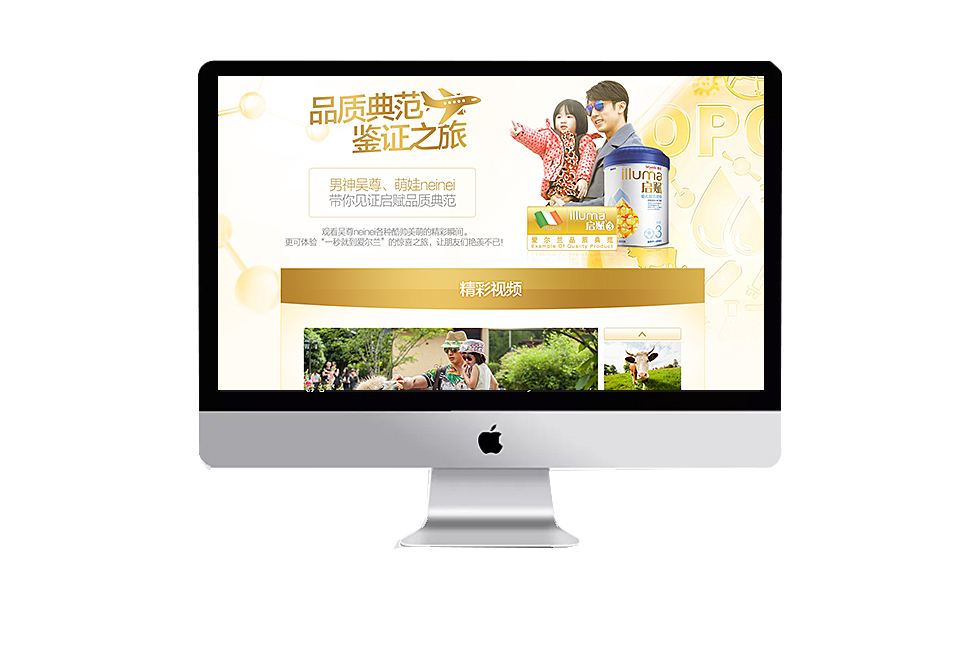 品质典范
鉴证之旅
男神吴尊、萌娃neinei
带你见证启赋品质典范
观看吴尊neinei各种酷帅美萌的精彩瞬间。
更可体验“一秒就到爱尔兰”的惊喜之旅，让朋友们艳羡不已！
OPO
illuma
启赋
3
illuma
启赋3
爱尔兰品质典范
Example Of Quality Product
精彩视频